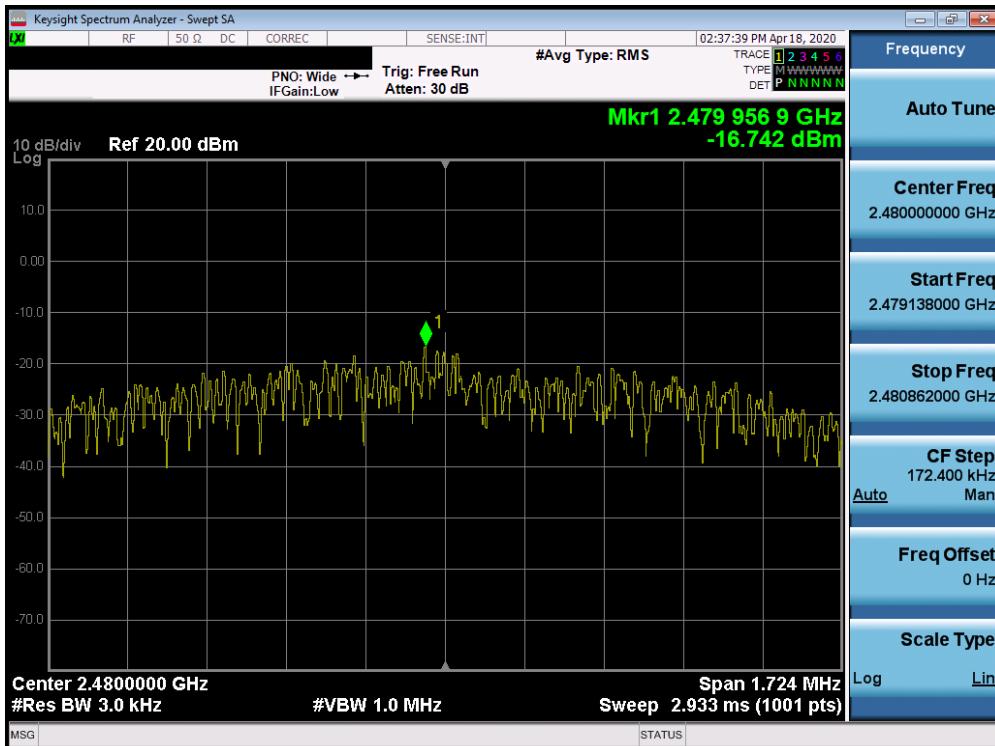 Keysight Spectrum Analyzer - Swept SA
LXI RF 50 Ω DC CORREC SENSE:INT 02:37:39 PM Apr 18, 2020
#Avg Type: RMS TRACE 1 2 3 4 5 6
PNO: Wide Trig: Free Run TYPE M WWWWW
IFGain:Low Atten: 30 dB DET P N N N N N
Mkr1 2.479 956 9 GHz
-16.742 dBm
10 dB/div Ref 20.00 dBm
Log
10.0
0.00
-10.0
1
-20.0
-30.0
-40.0
-50.0
-60.0
-70.0
Center 2.4800000 GHz Span 1.724 MHz
#Res BW 3.0 kHz #VBW 1.0 MHz Sweep 2.933 ms (1001 pts)
MSG STATUS
Frequency
Auto Tune
Center Freq
2.480000000 GHz
Start Freq
2.479138000 GHz
Stop Freq
2.480862000 GHz
CF Step
172.400 kHz
Auto Man
Freq Offset
0 Hz
Scale Type
Log Lin